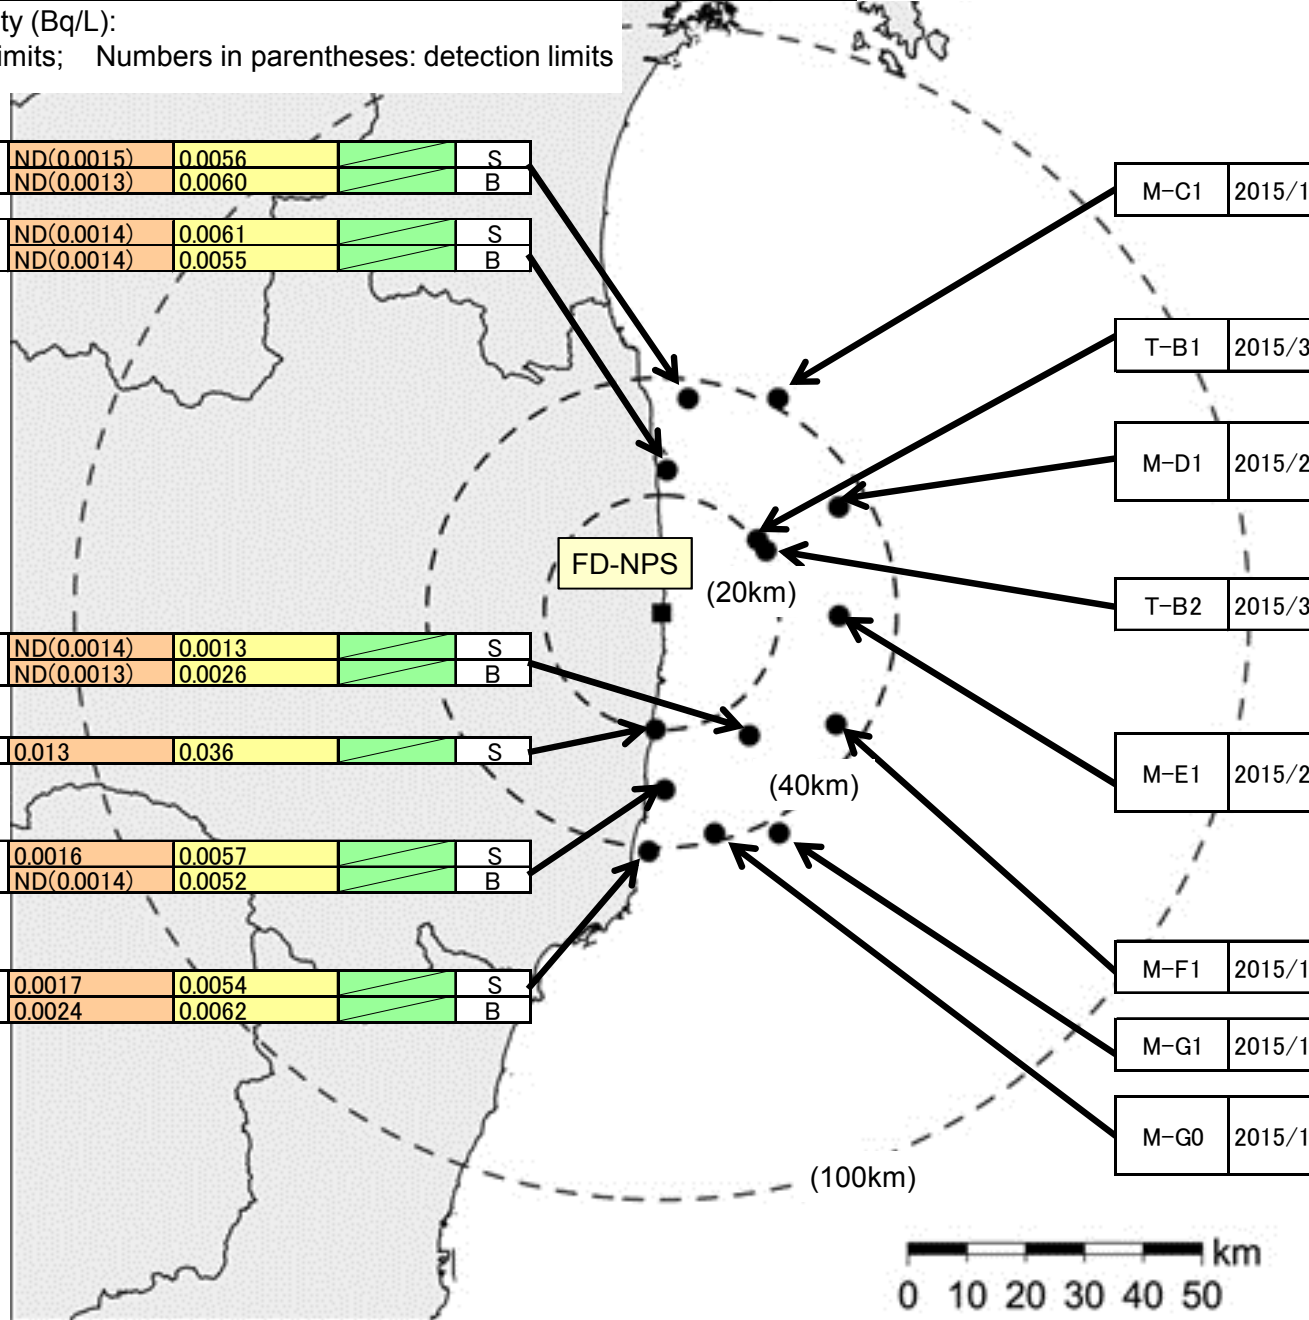 ty (Bq/L):
imits; Numbers in parentheses: detection limits
ND(0.0015) 0.0056 S
ND(0.0013) 0.0060 B
ND(0.0014) 0.0061 S
ND(0.0014) 0.0055 B
M-C1 2015/1
T-B1 2015/3
M-D1 2015/2
FD-NPS
(20km)
T-B2 2015/3
ND(0.0014) 0.0013 S
ND(0.0013) 0.0026 B
0.013 0.036 S
(40km)
M-E1 2015/2
0.0016 0.0057 S
ND(0.0014) 0.0052 B
M-F1 2015/1
0.0017 0.0054 S
0.0024 0.0062 B
M-G1 2015/1
M-G0 2015/1
(100km)
km
0 10 20 30 40 50